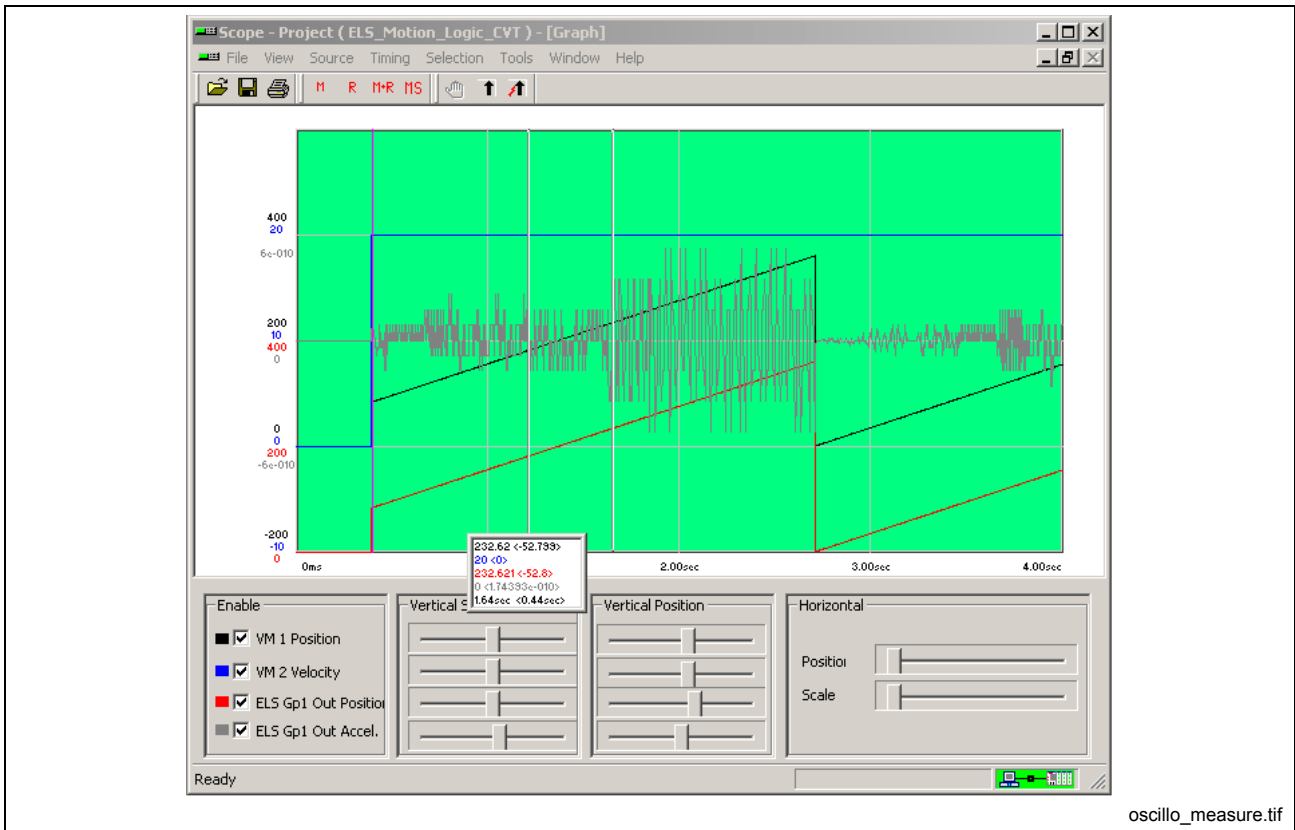 Scope - Project ( ELS_Motion_Logic_CVT ) - [Graph]
File View Source Timing Selection Tools Window Help
M R M+R MS
400
20
6e-010
200
10
400
0
0
0
200
-6e-010
-200
-10
0
0ms 2.00sec 3.00sec 4.00sec
232.62 <-52.799>
20 <0>
232.621 <-52.8>
0 <1.74393e-010>
1.64sec <0.44sec>
Enable
VM 1 Position
VM 2 Velocity
ELS Gp1 Out Position
ELS Gp1 Out Accel.
Vertical S
Vertical Position
Horizontal
Position
Scale
Ready
oscillo_measure.tif